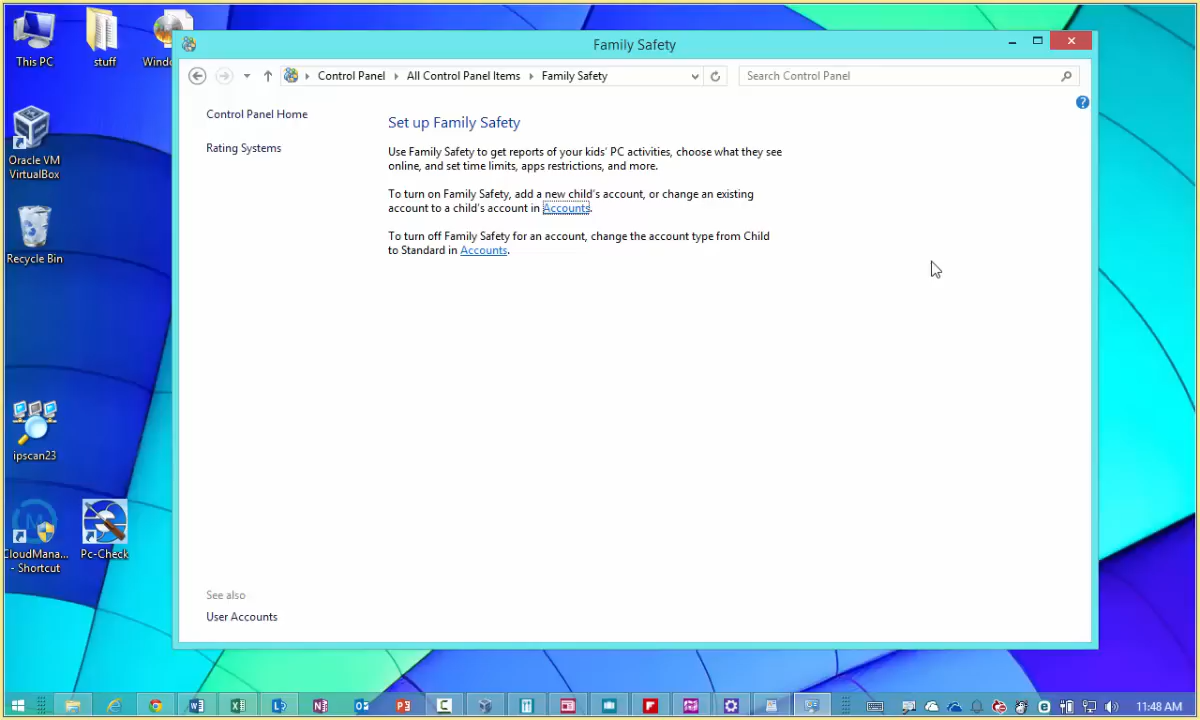 This PC
stuff
Windo
Family Safety
Control Panel
All Control Panel Items
Family Safety
Search Control Panel
Control Panel Home
Rating Systems
Set up Family Safety
Use Family Safety to get reports of your kids' PC activities, choose what they see
online, and set time limits, apps restrictions, and more.
To turn on Family Safety, add a new child's account, or change an existing
account to a child's account in Accounts.
To turn off Family Safety for an account, change the account type from Child
to Standard in Accounts.
Oracle VM
VirtualBox
Recycle Bin
ipscan23
CloudMana...
- Shortcut
Pc-Check
See also
User Accounts
11:48 AM